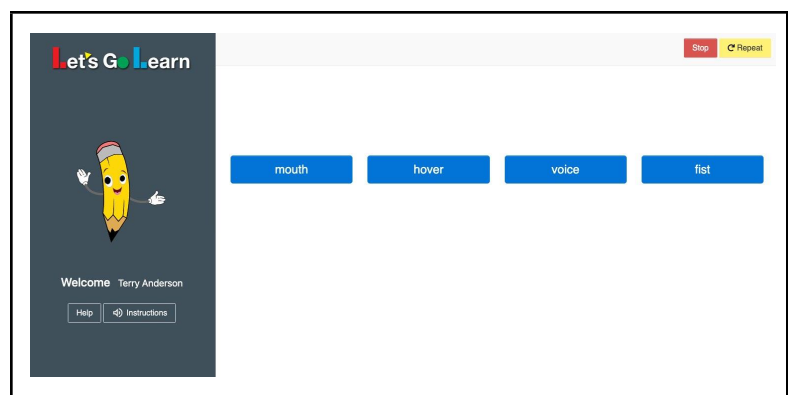 Let's Go Learn
Stop Repeat
mouth hover voice fist
Welcome Terry Anderson
Help Instructions